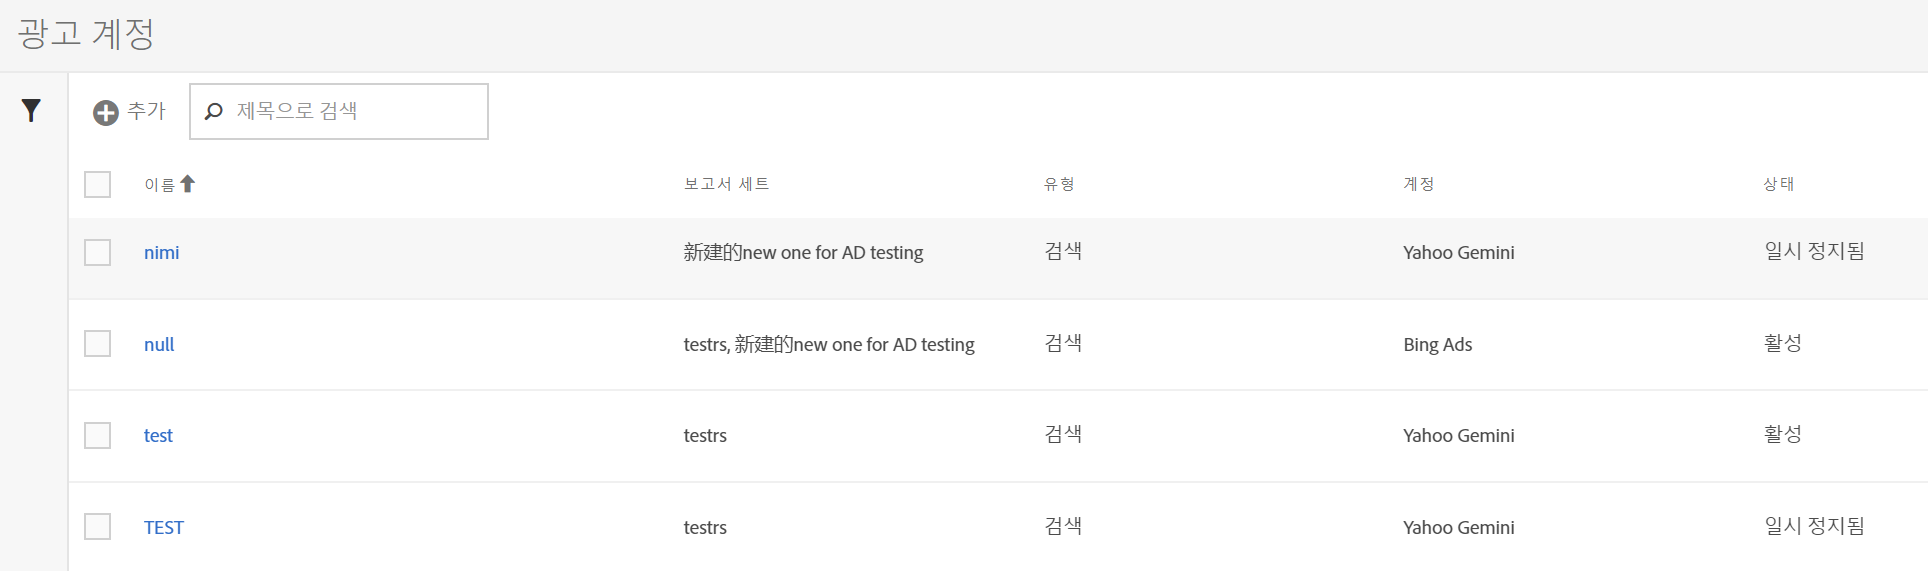 광고 계정
추가 제목으로 검색
이름 보고서 세트 유형 계정 상태
nimi 新建的new one for AD testing 검색 Yahoo Gemini 일시 정지됨
null testrs, 新建的new one for AD testing 검색 Bing Ads 활성
test testrs 검색 Yahoo Gemini 활성
TEST testrs 검색 Yahoo Gemini 일시 정지됨